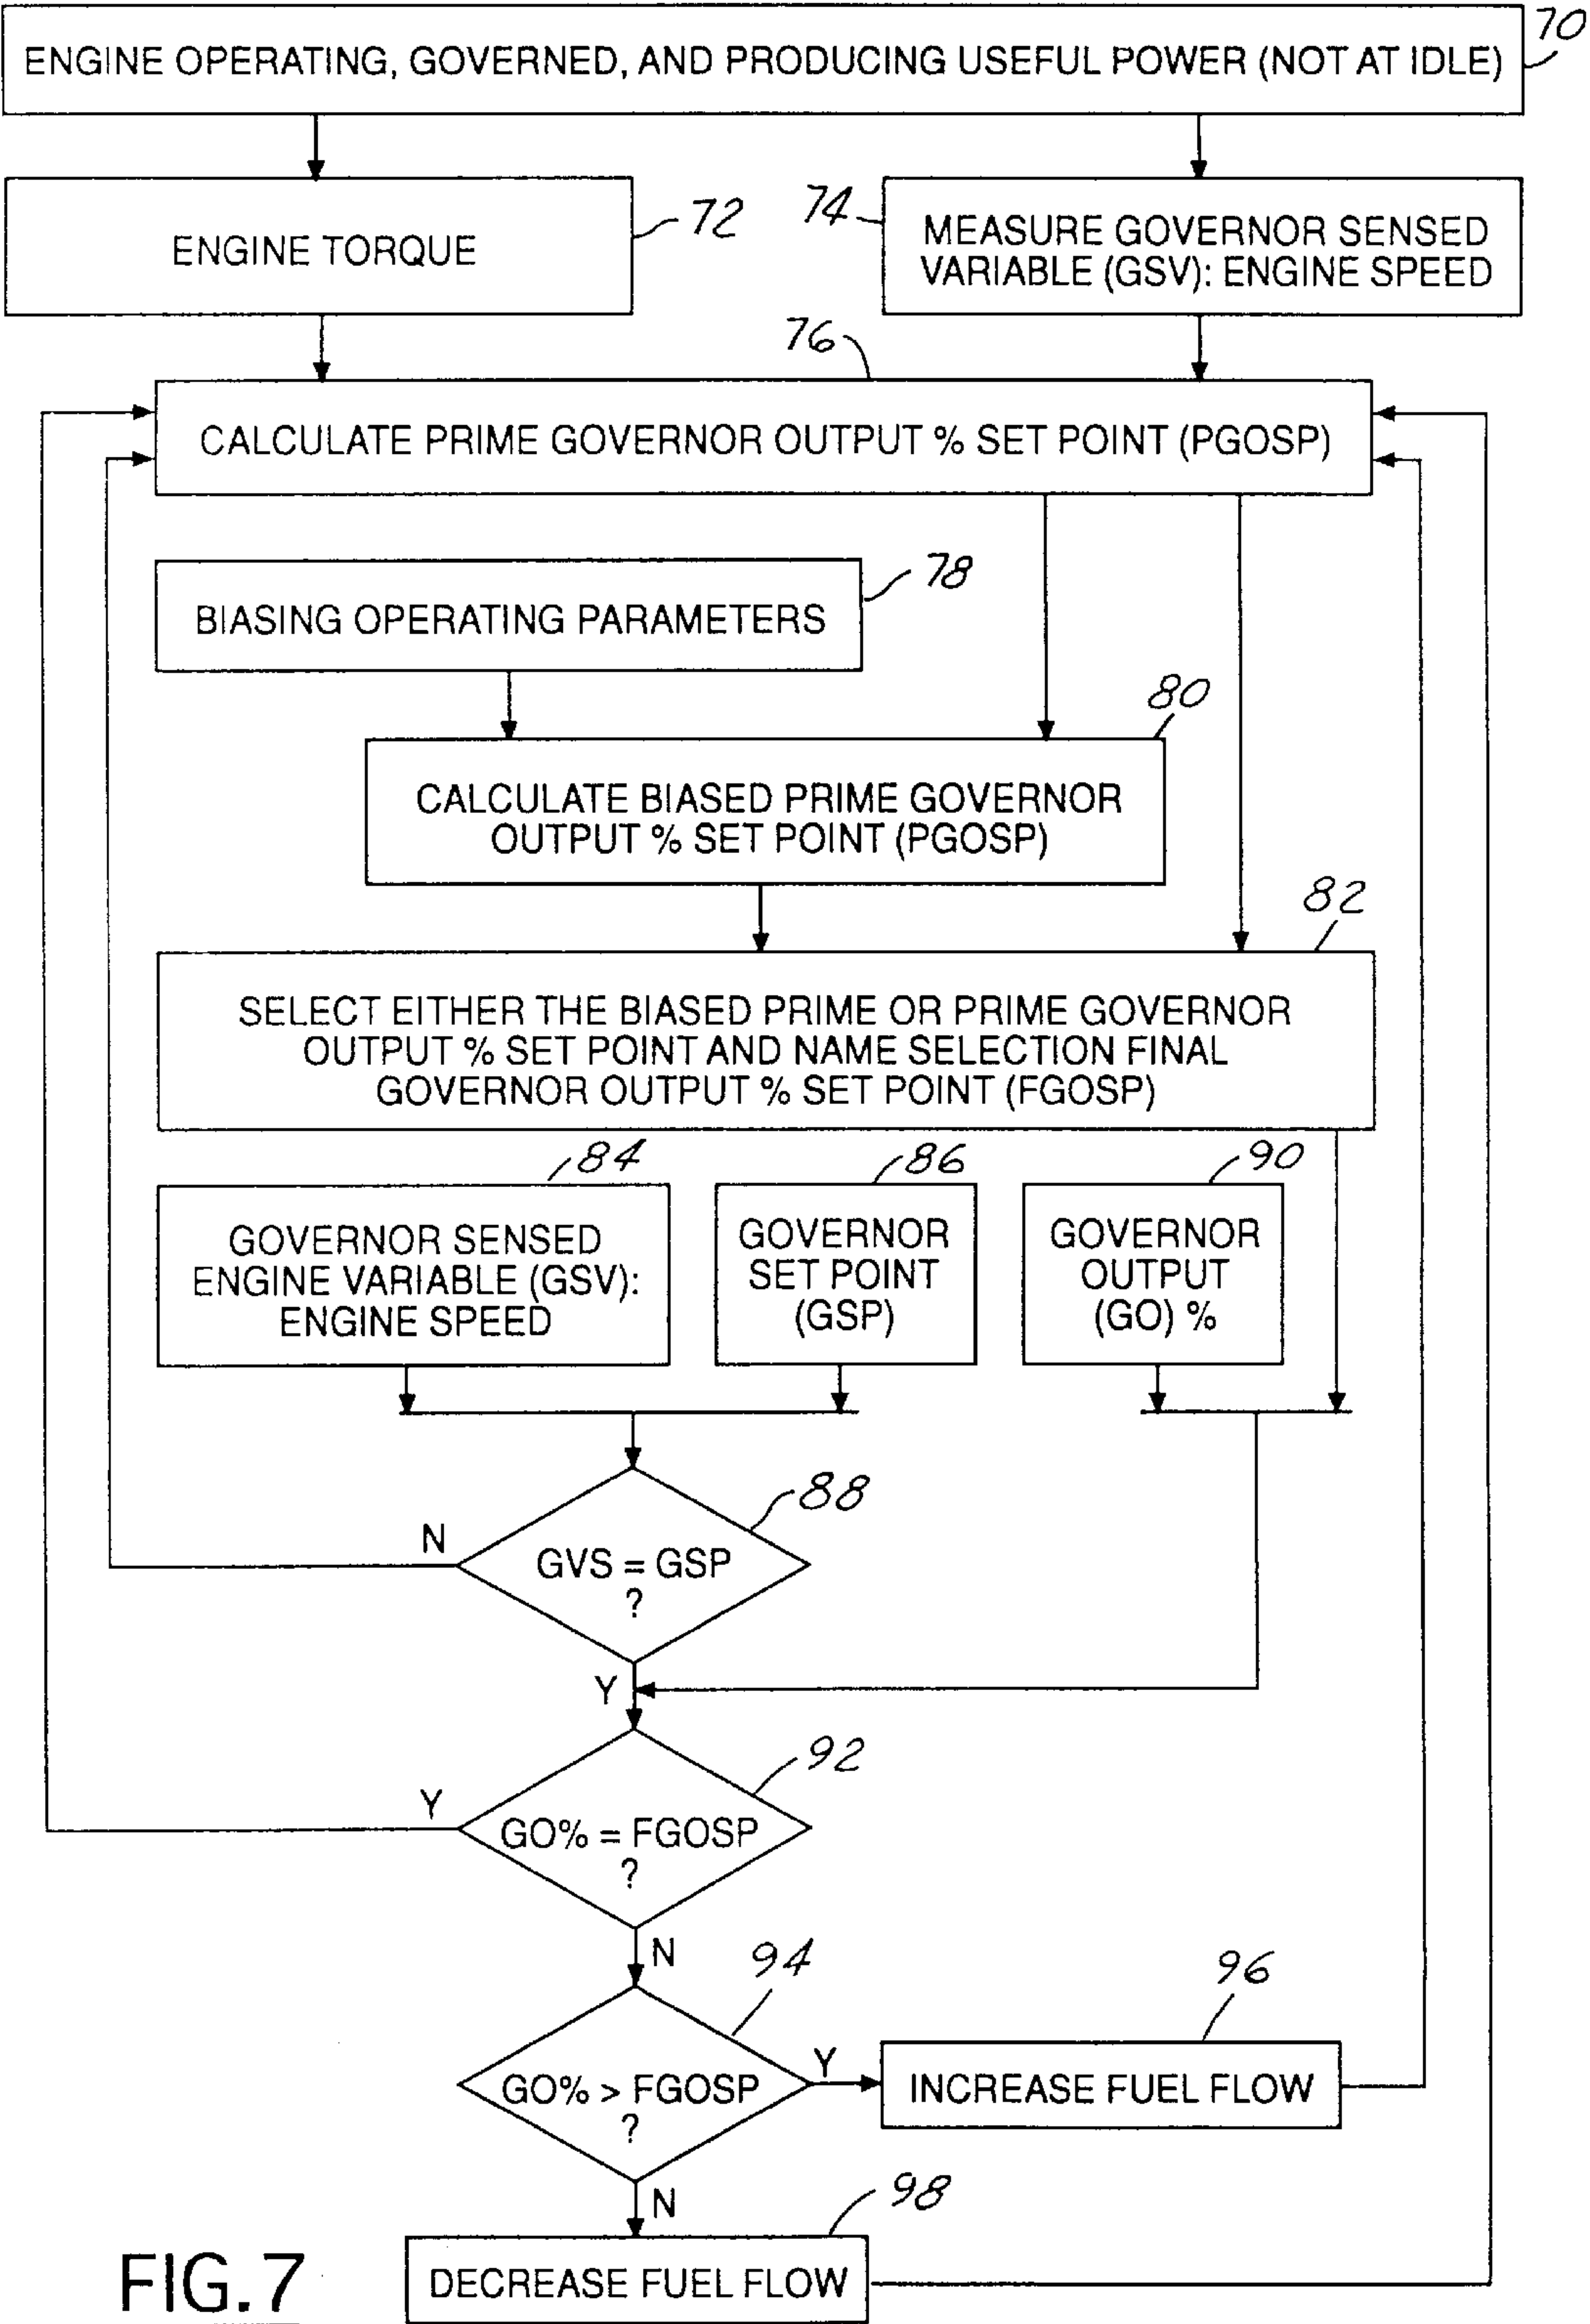 70
ENGINE OPERATING, GOVERNED, AND PRODUCING USEFUL POWER (NOT AT IDLE)
72
ENGINE TORQUE
74
MEASURE GOVERNOR SENSED
VARIABLE (GSV): ENGINE SPEED
76
CALCULATE PRIME GOVERNOR OUTPUT % SET POINT (PGOSP)
78
BIASING OPERATING PARAMETERS
80
CALCULATE BIASED PRIME GOVERNOR
OUTPUT % SET POINT (PGOSP)
82
SELECT EITHER THE BIASED PRIME OR PRIME GOVERNOR
OUTPUT % SET POINT AND NAME SELECTION FINAL
GOVERNOR OUTPUT % SET POINT (FGOSP)
84
GOVERNOR SENSED
ENGINE VARIABLE (GSV):
ENGINE SPEED
86
GOVERNOR
SET POINT
(GSP)
90
GOVERNOR
OUTPUT
(GO) %
88
N
GVS = GSP
?
Y
92
Y
GO% = FGOSP
?
N
94
GO% > FGOSP
?
Y
96
INCREASE FUEL FLOW
N
98
DECREASE FUEL FLOW
FIG.7